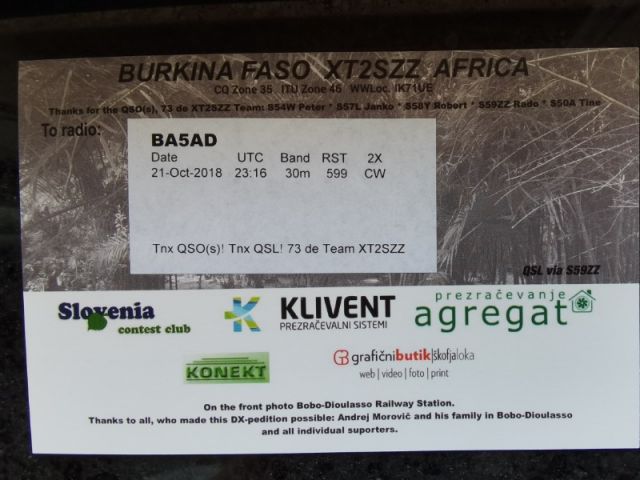 BURKINA FASO XT2SZZ AFRICA
CQ Zone 35 ITU Zone 46 WWLoc. IK71UE
Thanks for the QSO(s), 73 de XT2SZZ Team: S54W Peter * S57L Janko * S58Y Robert * S59ZZ Rado * S50A Tine
To radio:
BA5AD
Date UTC Band RST 2X
21-Oct-2018 23:16 30m 599 CW
Tnx QSO(s)! Tnx QSL! 73 de Team XT2SZZ
QSL via S59ZZ
Slovenia
contest club
KLIVENT
PREZRAČEVALNI SISTEMI
prezračevanje
agregat
KONEKT
GB grafičnibutik|škofjaloka
web | video | foto | print
On the front photo Bobo-Dioulasso Railway Station.
Thanks to all, who made this DX-pedition possible: Andrej Morovič and his family in Bobo-Dioulasso
and all individual suporters.